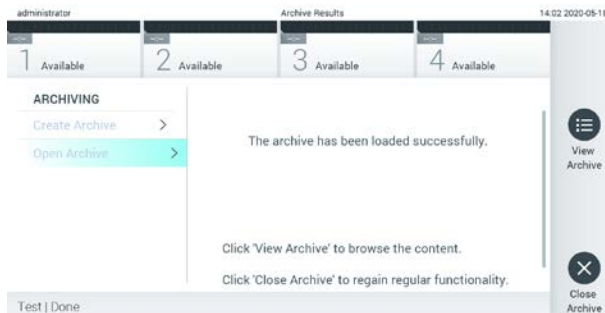 administrator Archive Results 14:02 2020-05-18
1 Available 2 Available 3 Available 4 Available
ARCHIVING
Create Archive
Open Archive
The archive has been loaded successfully.
Click 'View Archive' to browse the content.
Click 'Close Archive' to regain regular functionality.
View
Archive
Close
Archive
Test | Done